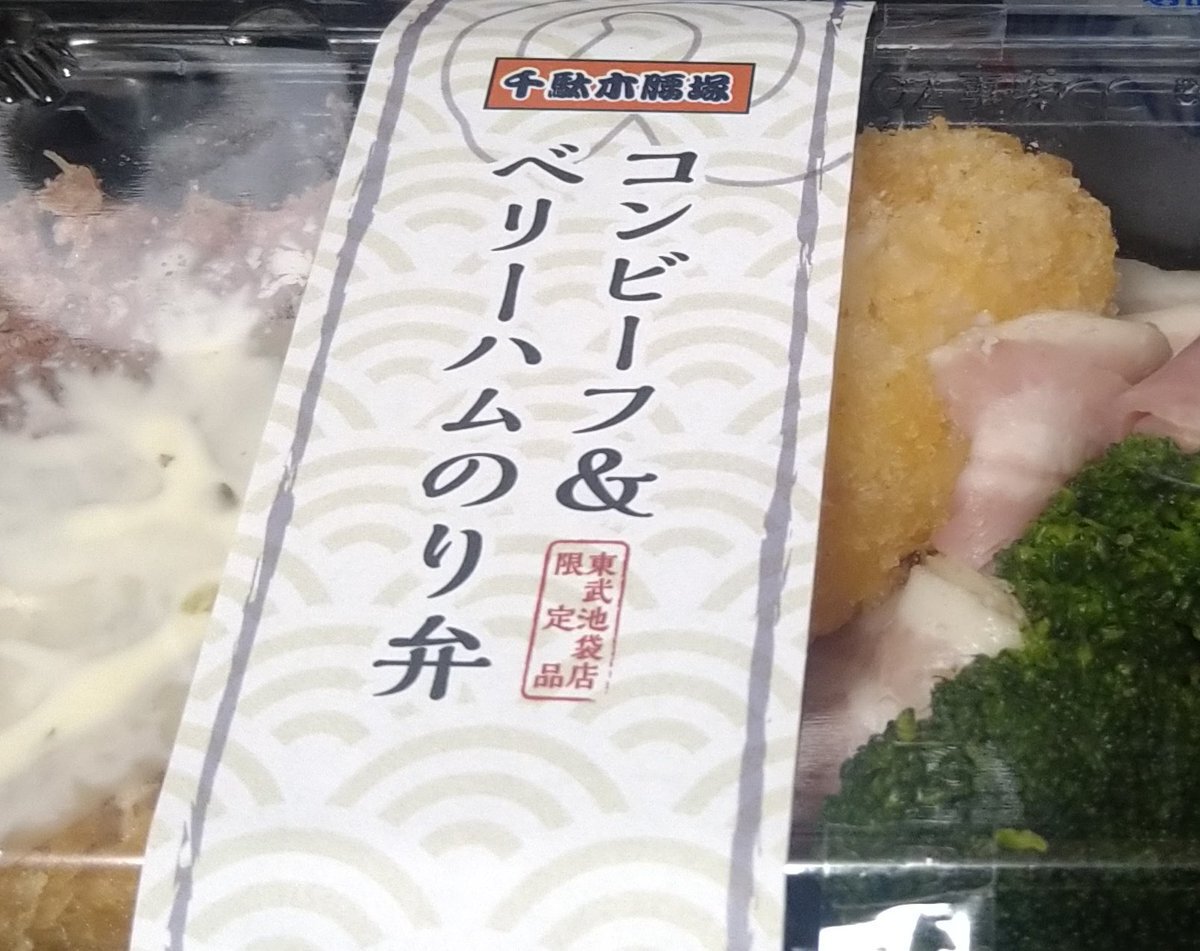 千駄木腰塚
コンビーフ&
ベリーハムのり弁
東武池袋店
限定品